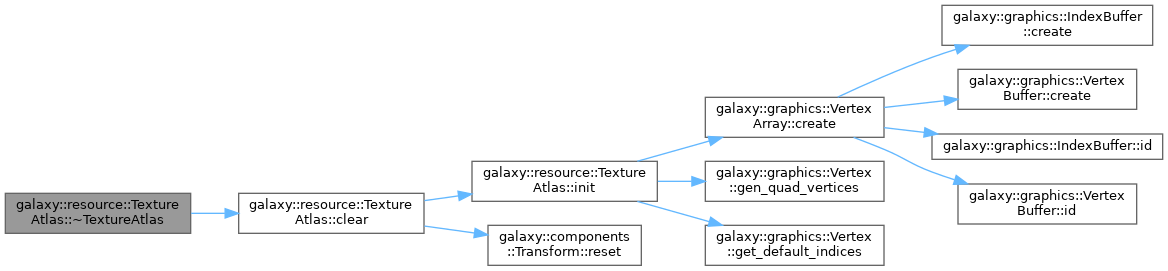 galaxy::resource::Texture
Atlas::~TextureAtlas
galaxy::resource::Texture
Atlas::clear
galaxy::resource::Texture
Atlas::init
galaxy::components
::Transform::reset
galaxy::graphics::Vertex
Array::create
galaxy::graphics::Vertex
::gen_quad_vertices
galaxy::graphics::Vertex
::get_default_indices
galaxy::graphics::IndexBuffer
::create
galaxy::graphics::Vertex
Buffer::create
galaxy::graphics::IndexBuffer::id
galaxy::graphics::Vertex
Buffer::id